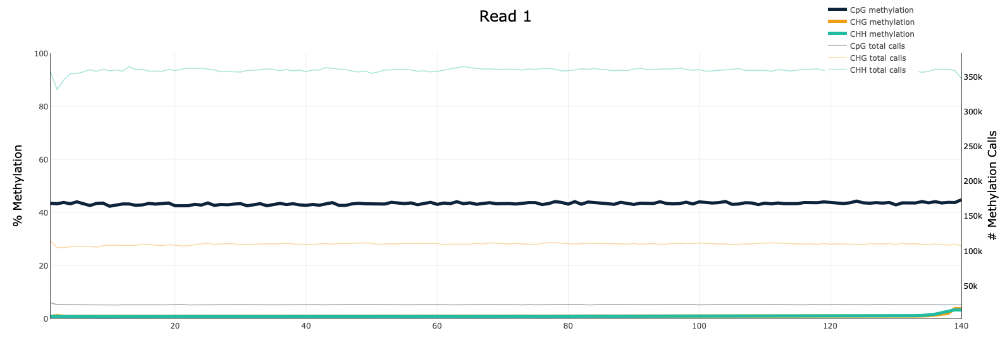 Read 1
CpG methylation
CHG methylation
CHH methylation
CpG total calls
CHG total calls
CHH total calls
% Methylation
100
80
60
40
20
0
# Methylation Calls
350k
300k
250k
200k
150k
100k
50k
20
40
60
80
100
120
140